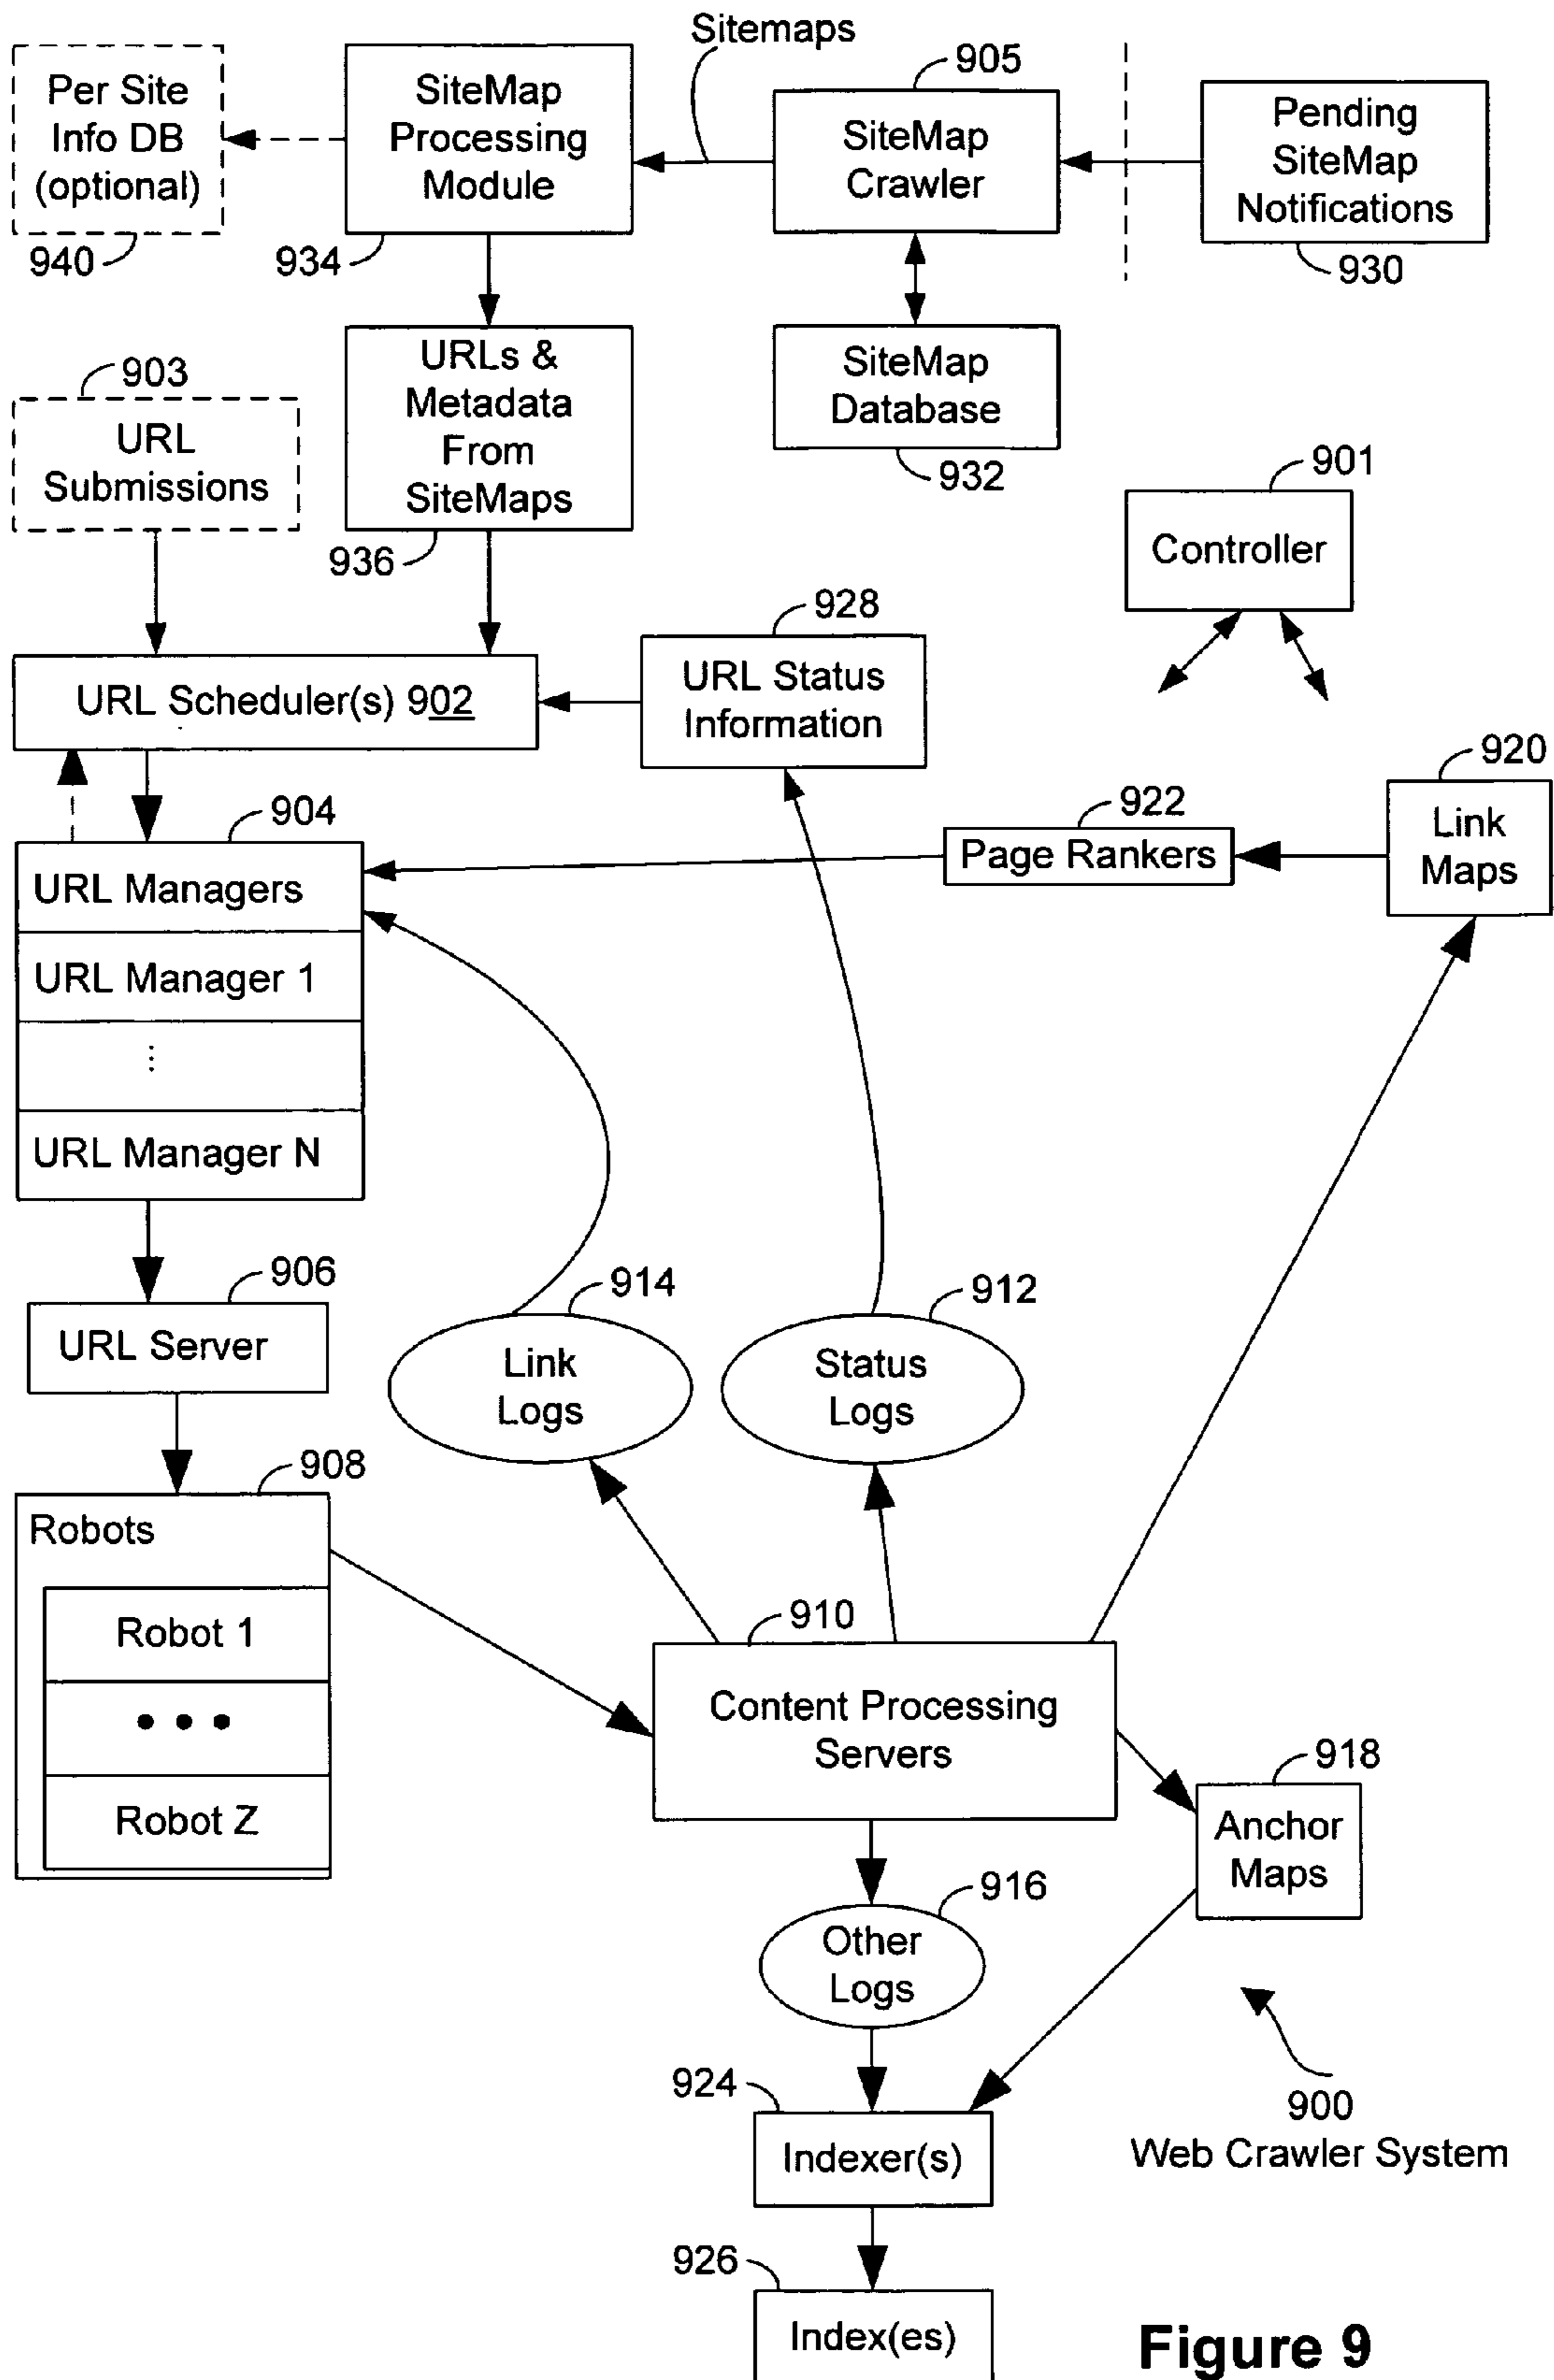 Sitemaps
Per Site
Info DB
(optional)
940
SiteMap
Processing
Module
934
905
SiteMap
Crawler
Pending
SiteMap
Notifications
930
903
URL
Submissions
URLs &
Metadata
From
SiteMaps
936
SiteMap
Database
932
901
Controller
URL Scheduler(s) 902
928
URL Status
Information
904
URL Managers
URL Manager 1
⋮
URL Manager N
922
Page Rankers
920
Link
Maps
906
URL Server
914
Link
Logs
912
Status
Logs
908
Robots
Robot 1
• • •
Robot Z
910
Content Processing
Servers
918
Anchor
Maps
916
Other
Logs
924
Indexer(s)
900
Web Crawler System
926
Index(es)
Figure 9